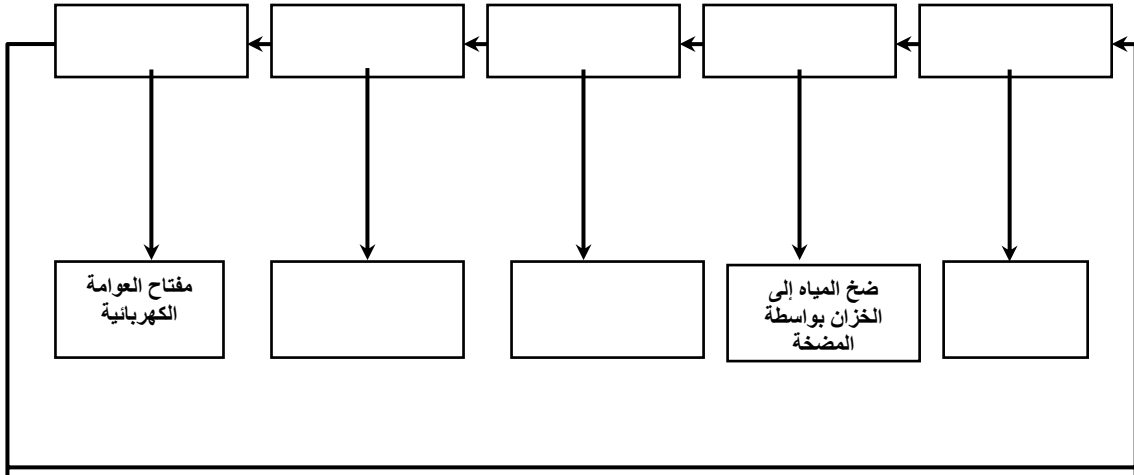 ضخ المياه إلى
الخزان بواسطة
المضخة
مفتاح العوامة
الكهربائية